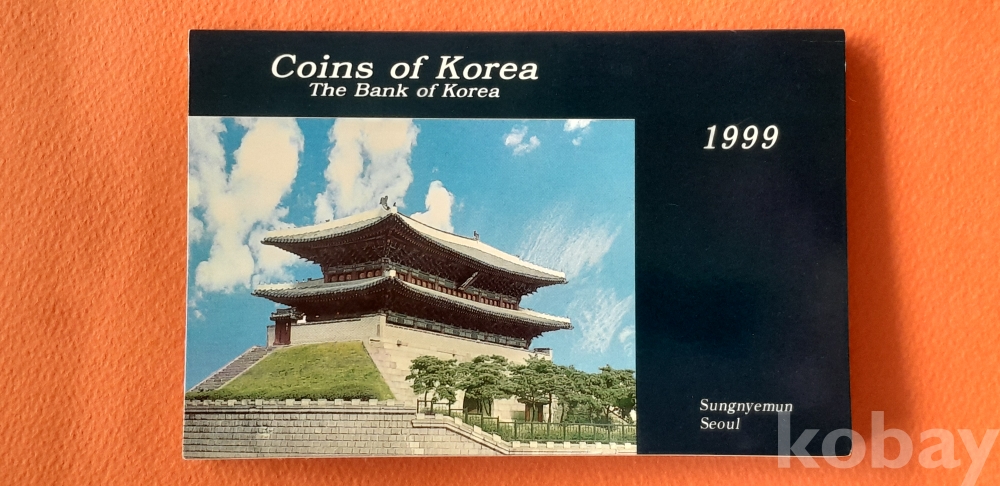 Coins of Korea
The Bank of Korea
1999
Sungnyemun
Seoul
kobay